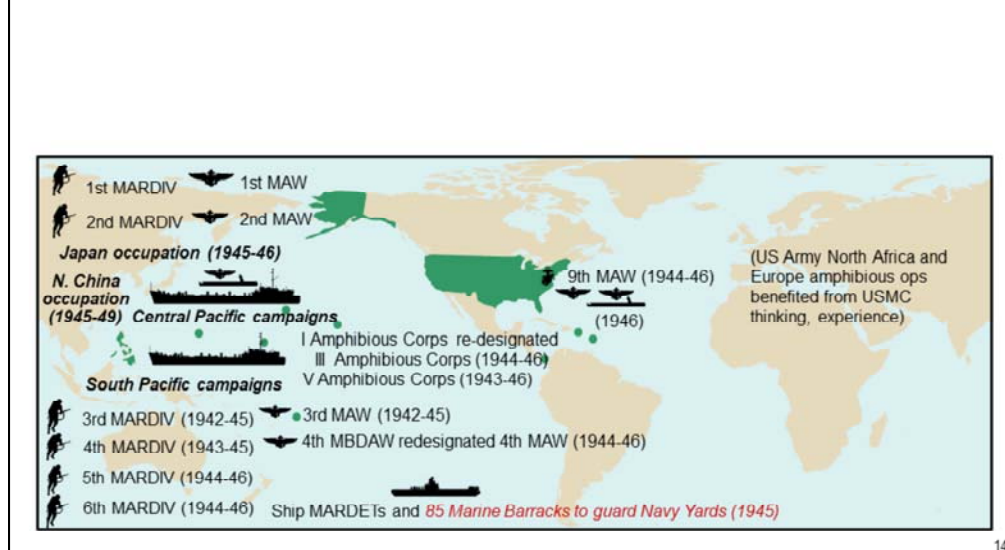 1st MARDIV 1st MAW
2nd MARDIV 2nd MAW
Japan occupation (1945-46)
N. China
occupation
(1945-49) Central Pacific campaigns
9th MAW (1944-46)
(1946)
(US Army North Africa and
Europe amphibious ops
benefited from USMC
thinking, experience)
I Amphibious Corps re-designated
III Amphibious Corps (1944-46)
V Amphibious Corps (1943-46)
South Pacific campaigns
3rd MARDIV (1942-45) 3rd MAW (1942-45)
4th MARDIV (1943-45) 4th MBDAW redesignated 4th MAW (1944-46)
5th MARDIV (1944-46)
6th MARDIV (1944-46) Ship MARDETs and 85 Marine Barracks to guard Navy Yards (1945)
14